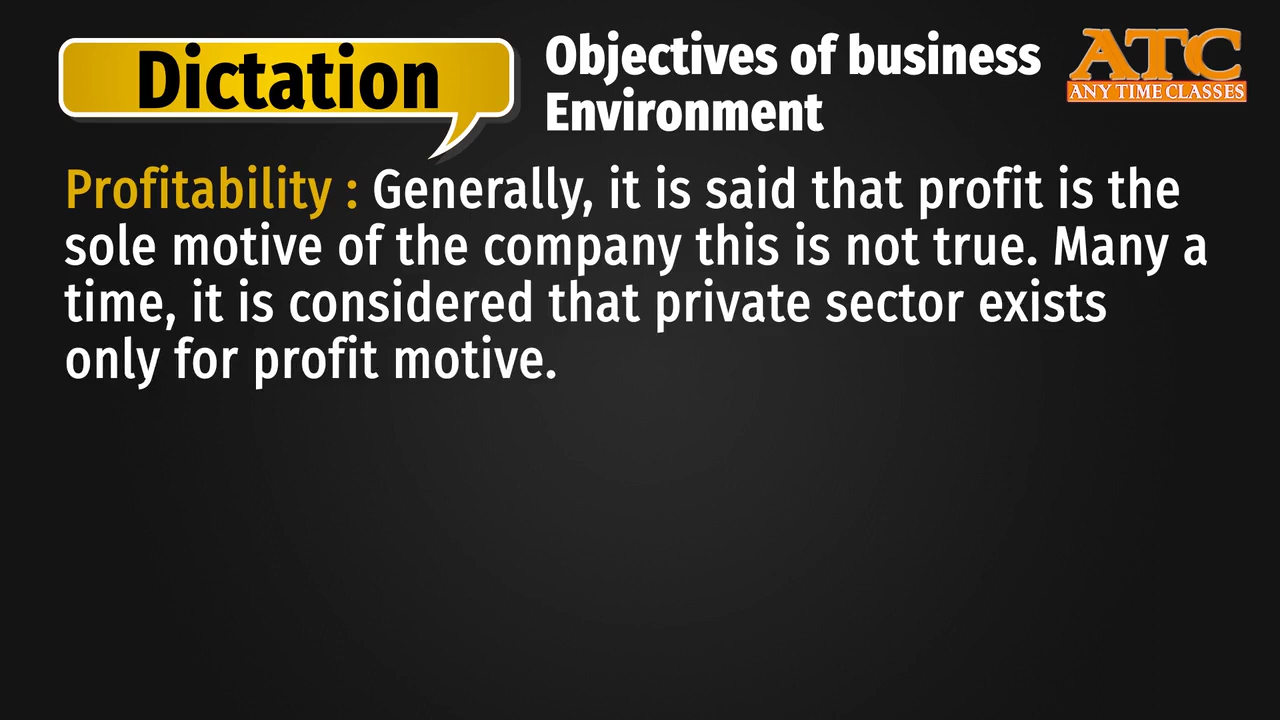 Dictation
Objectives of business
Environment
ATC
ANY TIME CLASSES
Profitability : Generally, it is said that profit is the
sole motive of the company this is not true. Many a
time, it is considered that private sector exists
only for profit motive.